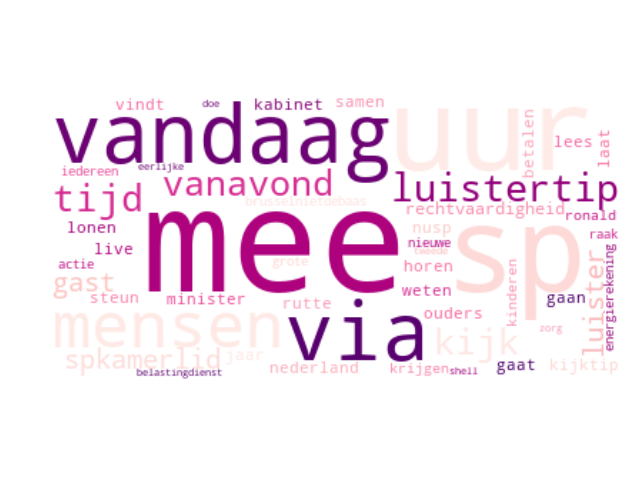 vindt doe kabinet samen
vandaag uur
betalen
lees
laat
iedereen eerlijke
tijd vanavond luistertip
brusselnietdebaas
rechtvaardigheid ronald
lonen mee nusp sp raak
live nieuwe
tweede
actie grote horen
gast weten kinderen gaan luister energierekening
steun minister rutte ouders
mensen via kijk zorg
spkamerlid jaar
nederland krijgen shell gaat kijktip
belastingdienst